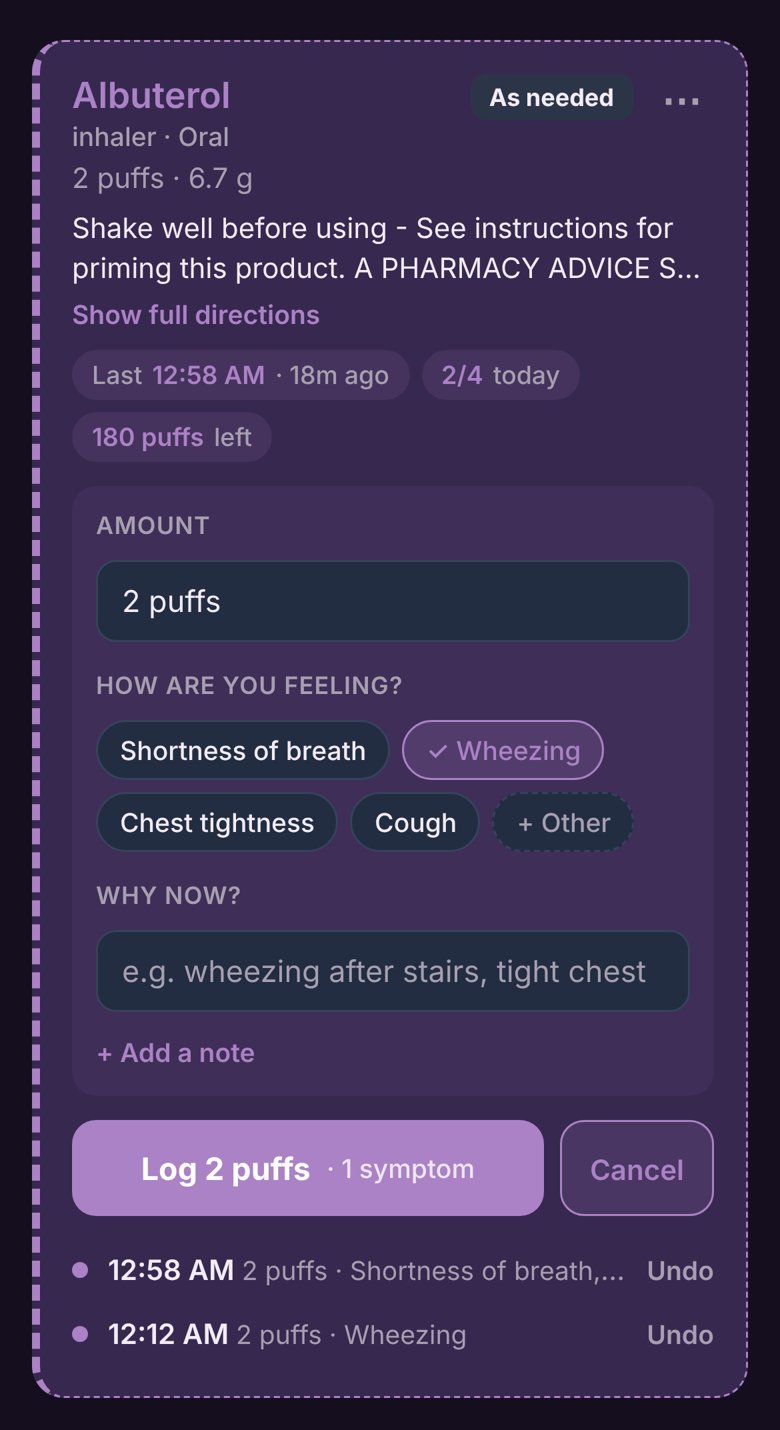 Albuterol
As needed
...
inhaler · Oral
2 puffs · 6.7 g
Shake well before using - See instructions for
priming this product. A PHARMACY ADVICE S...
Show full directions
Last 12:58 AM · 18m ago
2/4 today
180 puffs left
AMOUNT
2 puffs
HOW ARE YOU FEELING?
Shortness of breath
✓ Wheezing
Chest tightness
Cough
+ Other
WHY NOW?
e.g. wheezing after stairs, tight chest
+ Add a note
Log 2 puffs · 1 symptom
Cancel
12:58 AM 2 puffs · Shortness of breath,... Undo
12:12 AM 2 puffs · Wheezing Undo